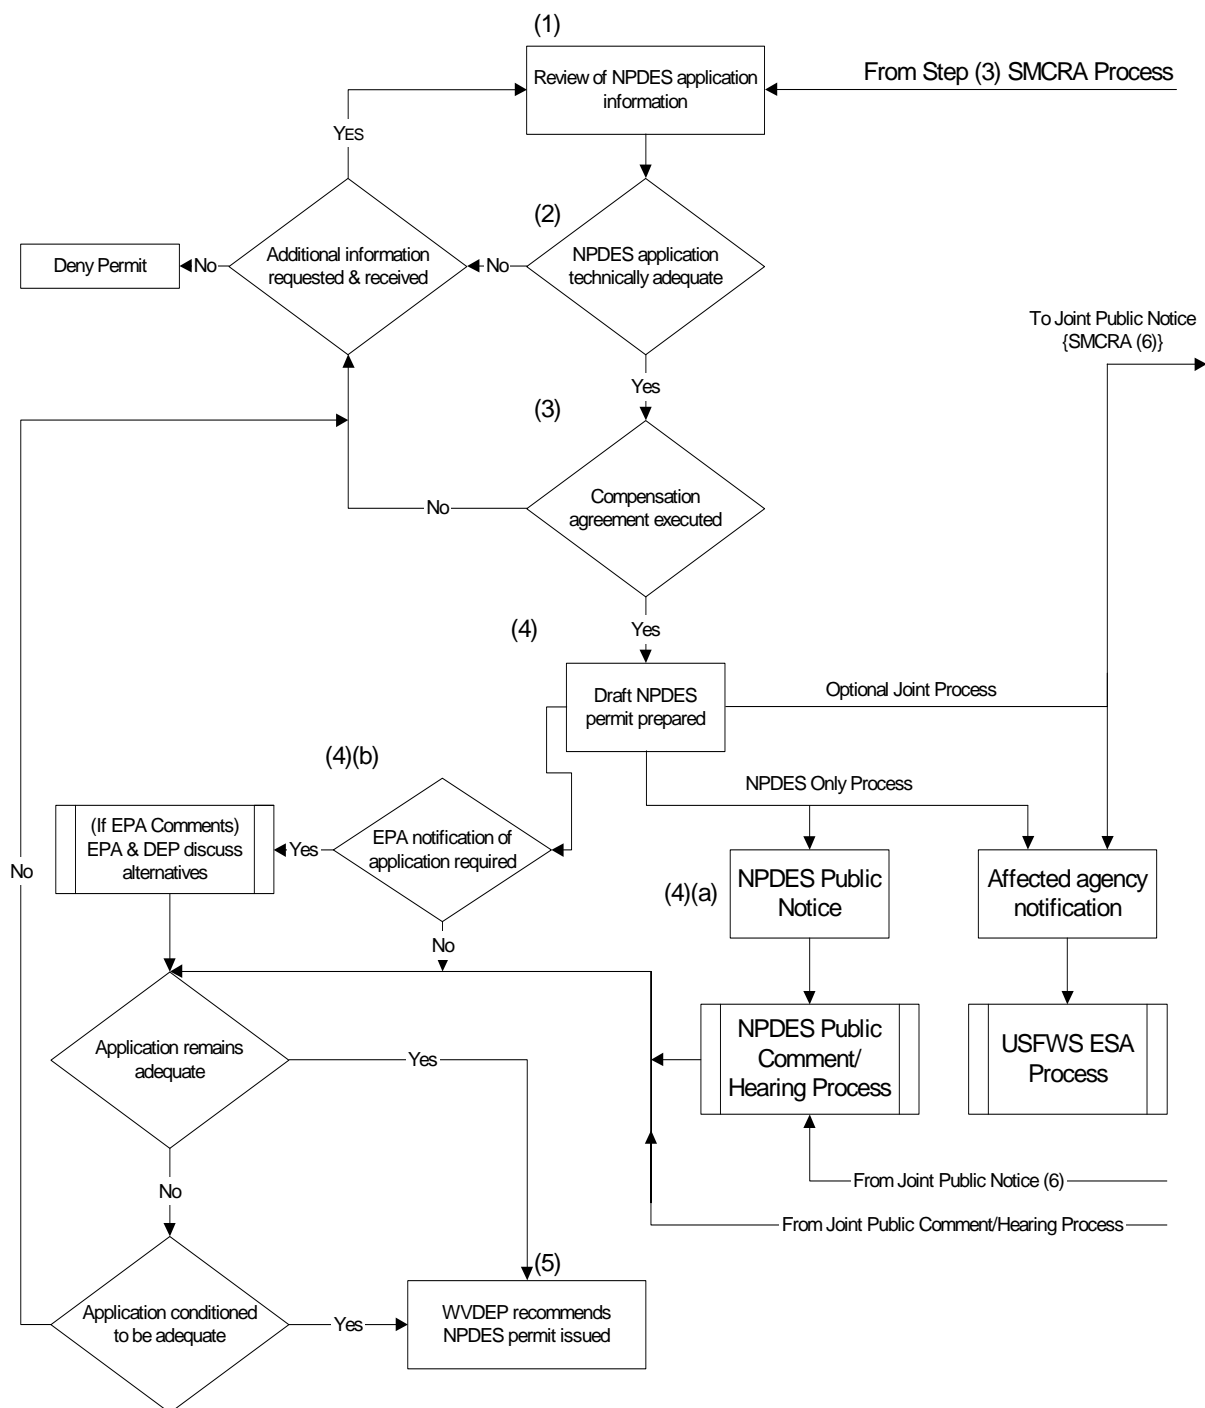 (1)
Review of NPDES application
information
From Step (3) SMCRA Process
YES
(2)
Deny Permit
No
Additional information
requested & received
No
NPDES application
technically adequate
To Joint Public Notice
{SMCRA (6)}
Yes
(3)
No
Compensation
agreement executed
Yes
(4)
Draft NPDES
permit prepared
Optional Joint Process
(4)(b)
NPDES Only Process
(If EPA Comments)
EPA & DEP discuss
alternatives
Yes
EPA notification of
application required
No
(4)(a)
NPDES Public
Notice
Affected agency
notification
No
Application remains
adequate
Yes
NPDES Public
Comment/
Hearing Process
USFWS ESA
Process
From Joint Public Notice (6)
No
From Joint Public Comment/Hearing Process
(5)
Application conditioned
to be adequate
Yes
WVDEP recommends
NPDES permit issued